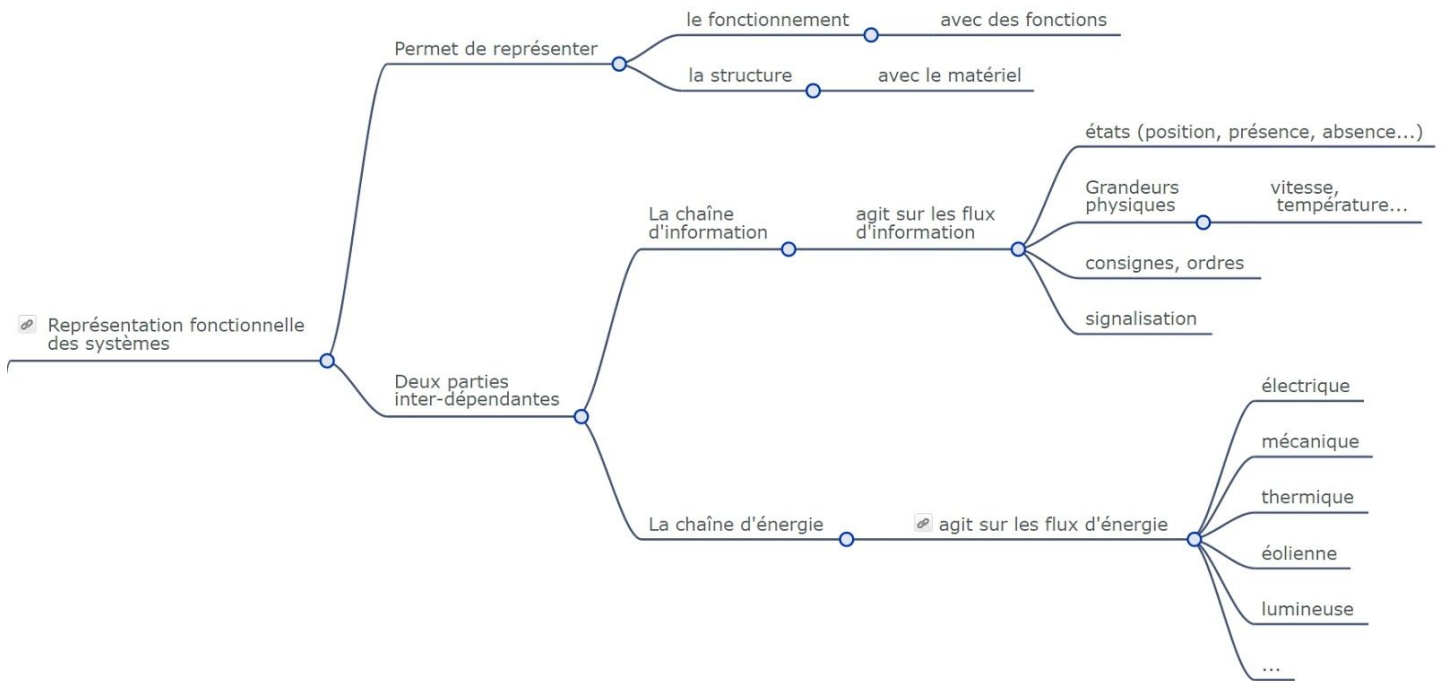 Représentation fonctionnelle
des systèmes
Permet de représenter
le fonctionnement
avec des fonctions
la structure
avec le matériel
Deux parties
inter-dépendantes
La chaîne
d'information
agit sur les flux
d'information
états (position, présence, absence...)
Grandeurs
physiques
vitesse,
température...
consignes, ordres
signalisation
La chaîne d'énergie
agit sur les flux d'énergie
électrique
mécanique
thermique
éolienne
lumineuse
...